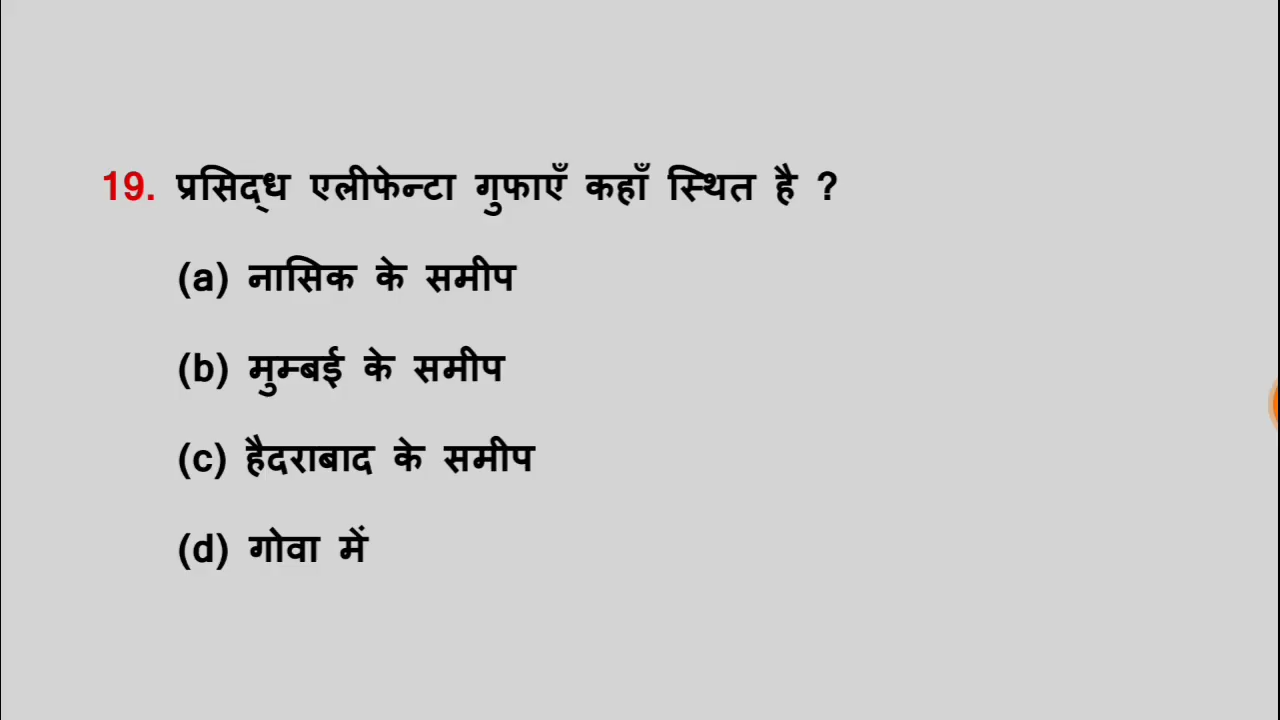 19. प्रसिद्ध एलीफेन्टा गुफाएँ कहाँ स्थित है ?
(a) नासिक के समीप
(b) मुम्बई के समीप
(c) हैदराबाद के समीप
(d) गोवा में